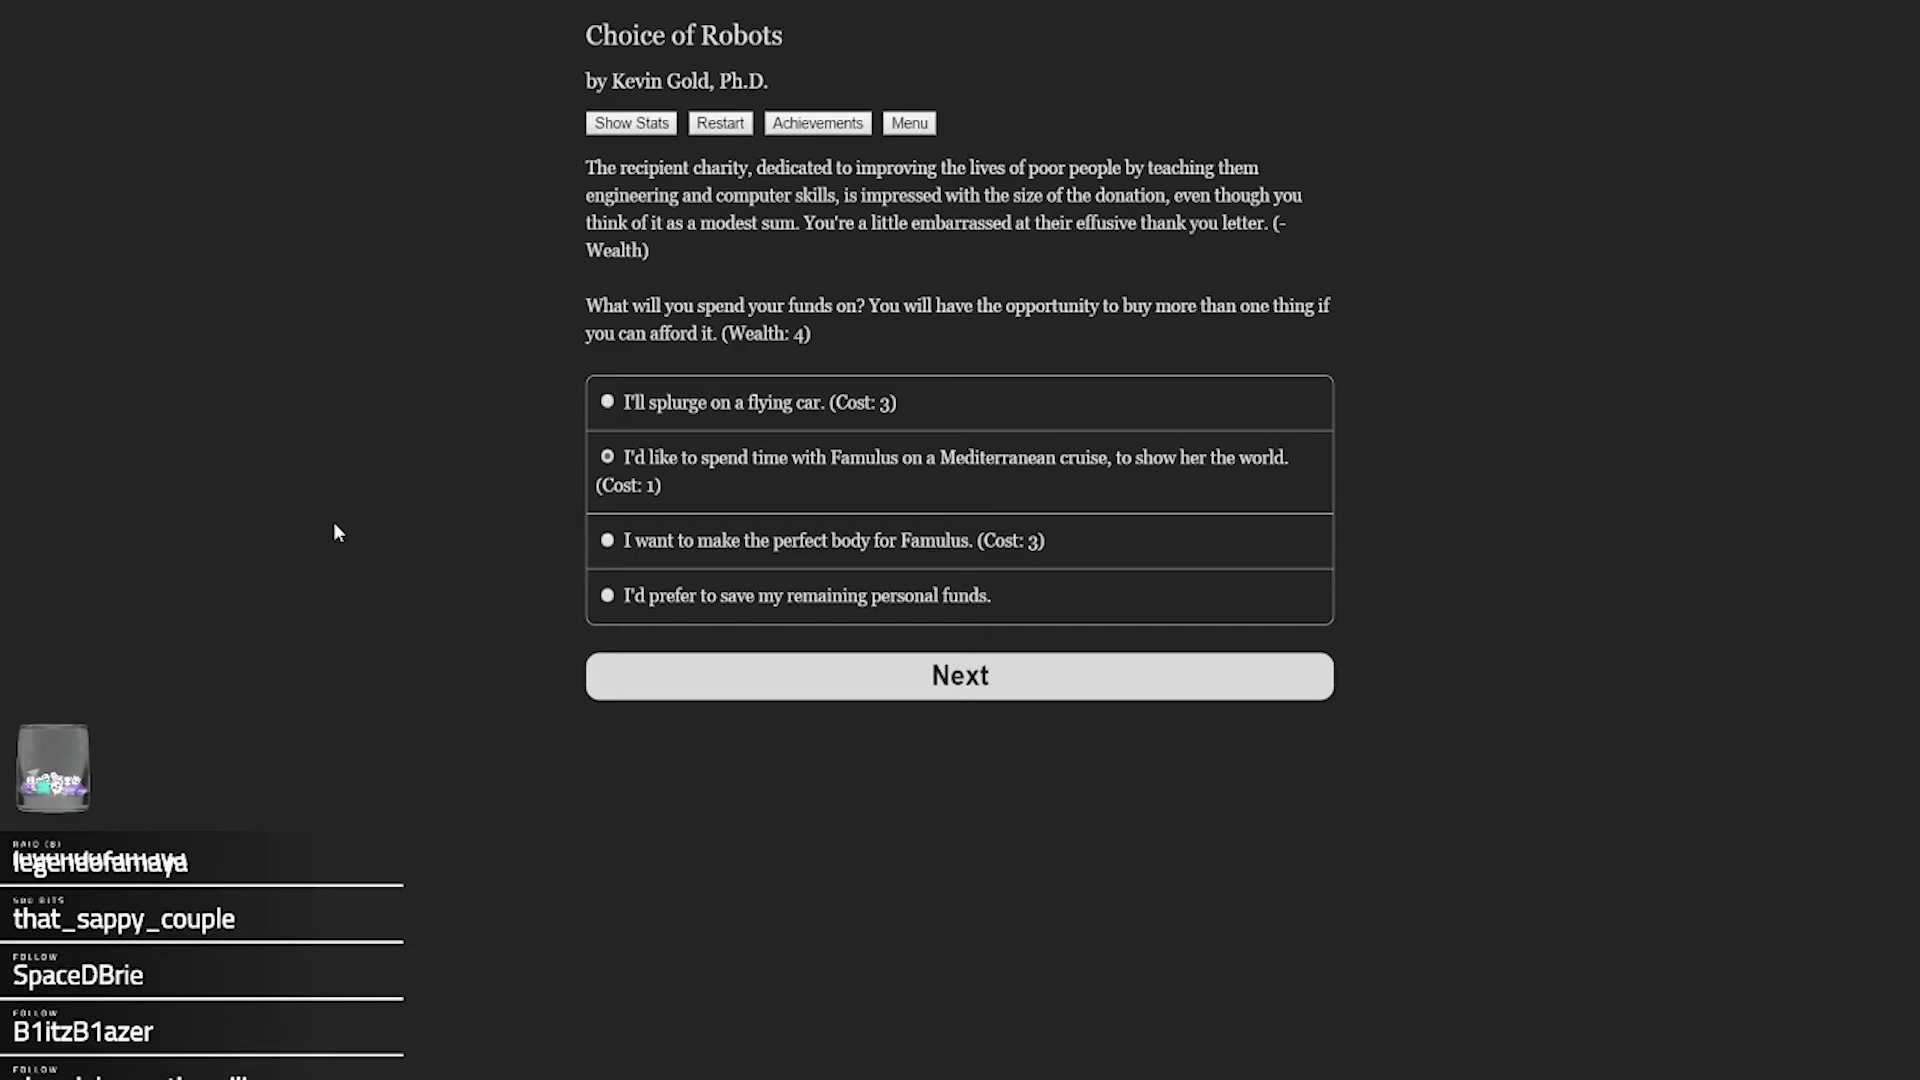 Choice of Robots
by Kevin Gold, Ph.D.
Show Stats Restart Achievements Menu
The recipient charity, dedicated to improving the lives of poor people by teaching them
engineering and computer skills, is impressed with the size of the donation, even though you
think of it as a modest sum. You're a little embarrassed at their effusive thank you letter. (-
Wealth)
What will you spend your funds on? You will have the opportunity to buy more than one thing if
you can afford it. (Wealth: 4)
I'll splurge on a flying car. (Cost: 3)
I'd like to spend time with Famulus on a Mediterranean cruise, to show her the world.
(Cost: 1)
I want to make the perfect body for Famulus. (Cost: 3)
I'd prefer to save my remaining personal funds.
Next
RAID (8)
legendofamaya
500 BITS
that_sappy_couple
FOLLOW
SpaceDBrie
FOLLOW
B1itzB1azer
FOLLOW